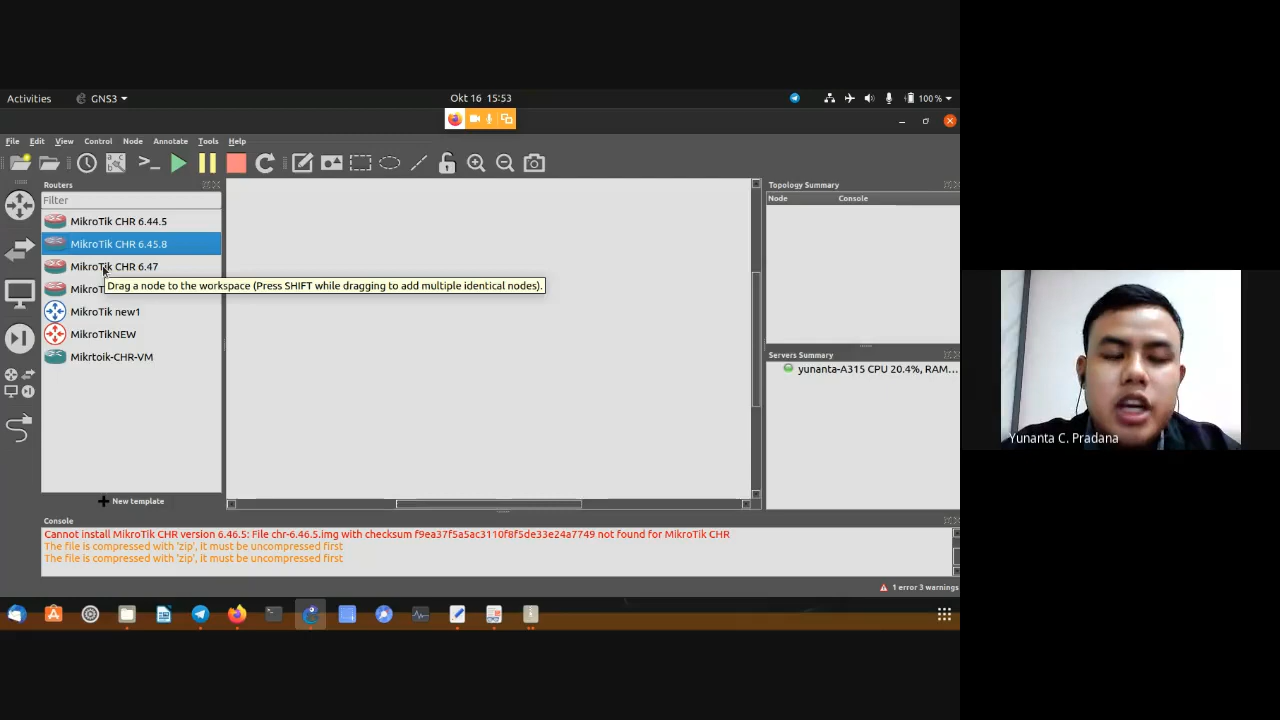 Activities
GNS3
Okt 16 15:53
100%
File Edit View Control Node Annotate Tools Help
Routers
Filter
MikroTik CHR 6.44.5
MikroTik CHR 6.45.8
MikroTik CHR 6.47
Drag a node to the workspace (Press SHIFT while dragging to add multiple identical nodes).
MikroT
MikroTik new1
MikroTikNEW
Mikrtoik-CHR-VM
New template
Topology Summary
Node Console
Servers Summary
yunanta-A315 CPU 20.4%, RAM...
Console
Cannot install MikroTik CHR version 6.46.5: File chr-6.46.5.img with checksum f9ea37f5a5ac3110f8f5de33e24a7749 not found for MikroTik CHR
The file is compressed with 'zip', it must be uncompressed first
The file is compressed with 'zip', it must be uncompressed first
1 error 3 warnings
Yunanta C. Pradana